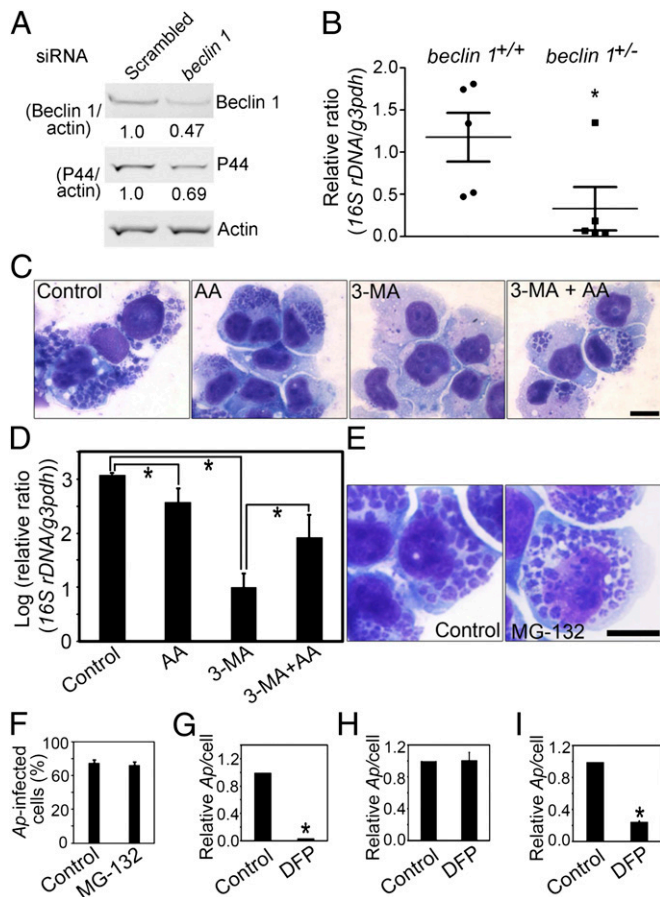 A
siRNA
Scrambled
beclin 1
(Beclin 1/
actin)
Beclin 1
1.0 0.47
(P44/
actin)
P44
1.0 0.69
Actin
B
beclin 1+/+ beclin 1+/-
Relative ratio
(16S rDNA/g3pdh)
2.0
1.5
1.0
0.5
0.0
*
C
Control
AA
3-MA
3-MA + AA
D
Log (relative ratio
(16S rDNA/g3pdh))
3
2
1
0
* * *
Control
AA
3-MA
3-MA+AA
E
Control
MG-132
F
Ap-infected
cells (%)
100
60
20
0
Control
MG-132
G
Relative Ap/cell
1.2
0.8
0.4
0.0
*
Control
DFP
H
Relative Ap/cell
1.2
0.8
0.4
0
Control
DFP
I
Relative Ap/cell
1.2
0.8
0.4
0
*
Control
DFP